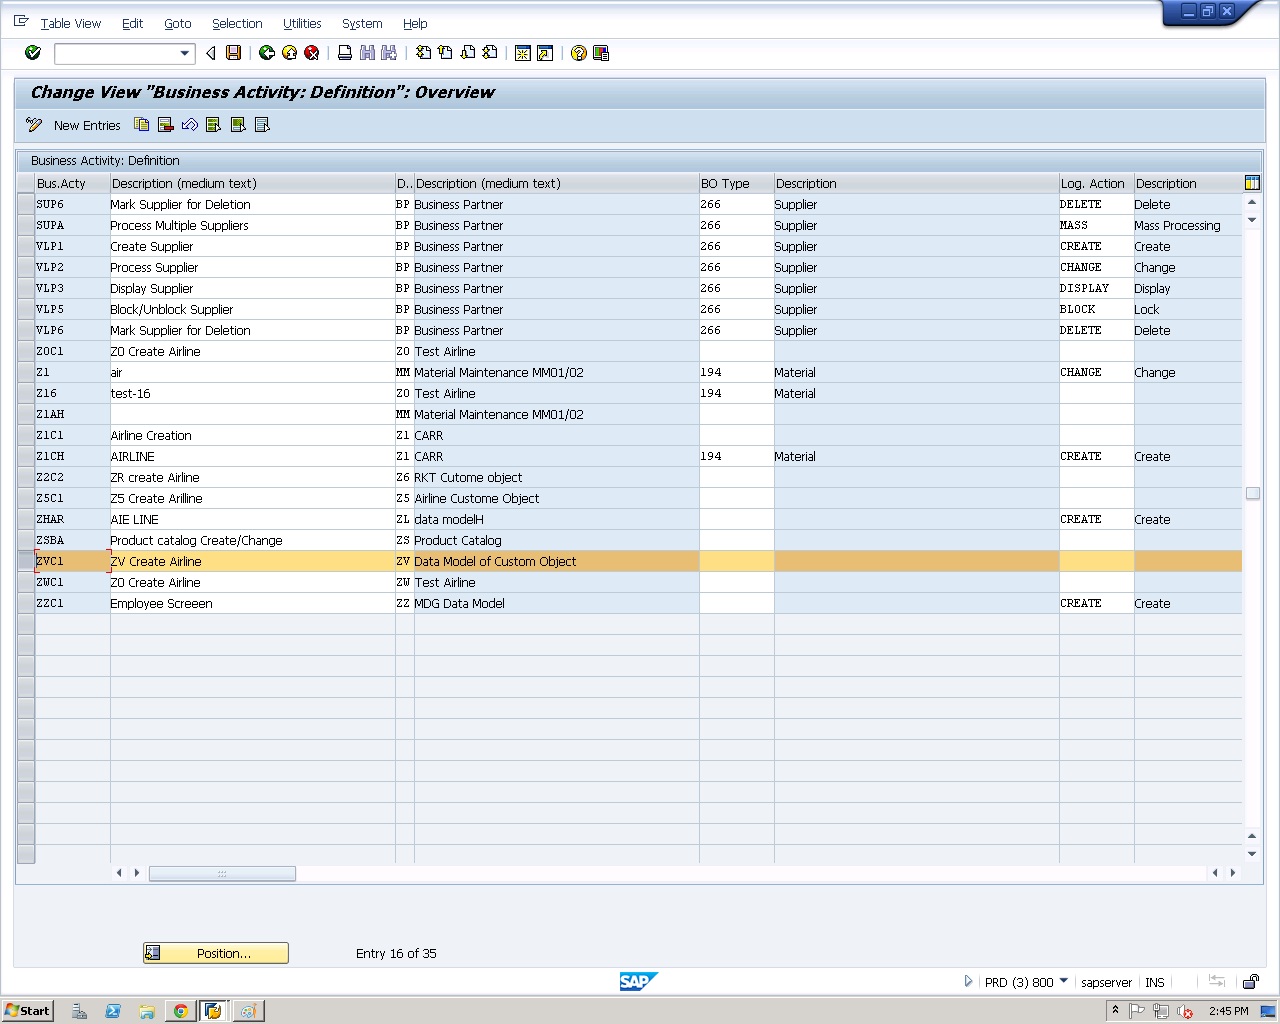 Table View Edit Goto Selection Utilities System Help
Change View "Business Activity: Definition": Overview
New Entries
Business Activity: Definition
Bus.Acty Description (medium text) D.. Description (medium text) BO Type Description Log. Action Description
SUP6 Mark Supplier for Deletion BP Business Partner 266 Supplier DELETE Delete
SUPA Process Multiple Suppliers BP Business Partner 266 Supplier MASS Mass Processing
VLP1 Create Supplier BP Business Partner 266 Supplier CREATE Create
VLP2 Process Supplier BP Business Partner 266 Supplier CHANGE Change
VLP3 Display Supplier BP Business Partner 266 Supplier DISPLAY Display
VLP5 Block/Unblock Supplier BP Business Partner 266 Supplier BLOCK Lock
VLP6 Mark Supplier for Deletion BP Business Partner 266 Supplier DELETE Delete
Z0C1 Z0 Create Airline Z0 Test Airline
Z1 air MM Material Maintenance MM01/02 194 Material CHANGE Change
Z16 test-16 Z0 Test Airline 194 Material
Z1AH MM Material Maintenance MM01/02
Z1C1 Airline Creation Z1 CARR
Z1CH AIRLINE Z1 CARR 194 Material CREATE Create
Z2C2 ZR create Airline Z6 RKT Cutome object
Z5C1 Z5 Create Arilline Z5 Airline Custome Object
ZHAR AIE LINE ZL data modelH CREATE Create
ZSBA Product catalog Create/Change ZS Product Catalog
ZVC1 ZV Create Airline ZV Data Model of Custom Object
ZWC1 Z0 Create Airline ZW Test Airline
ZZC1 Employee Screeen ZZ MDG Data Model CREATE Create
Position... Entry 16 of 35
SAP PRD (3) 800 sapserver INS
Start 2:45 PM